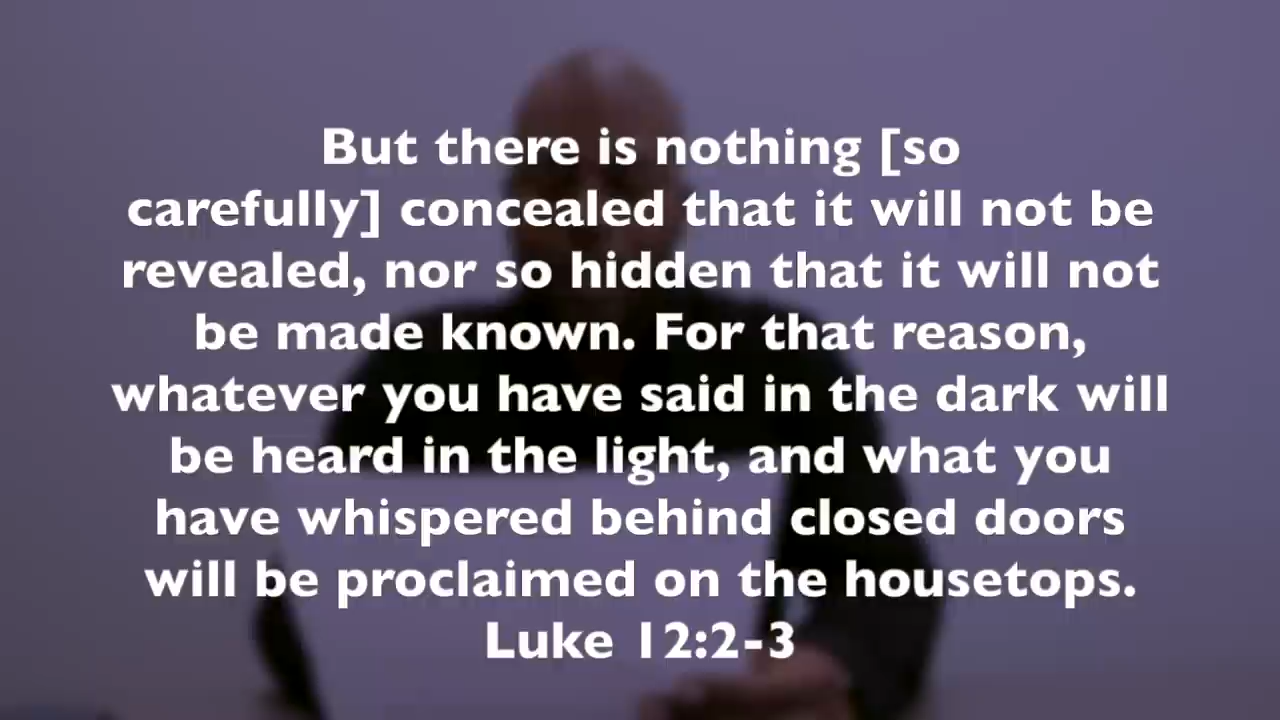 But there is nothing [so
carefully] concealed that it will not be
revealed, nor so hidden that it will not
be made known. For that reason,
whatever you have said in the dark will
be heard in the light, and what you
have whispered behind closed doors
will be proclaimed on the housetops.
Luke 12:2-3